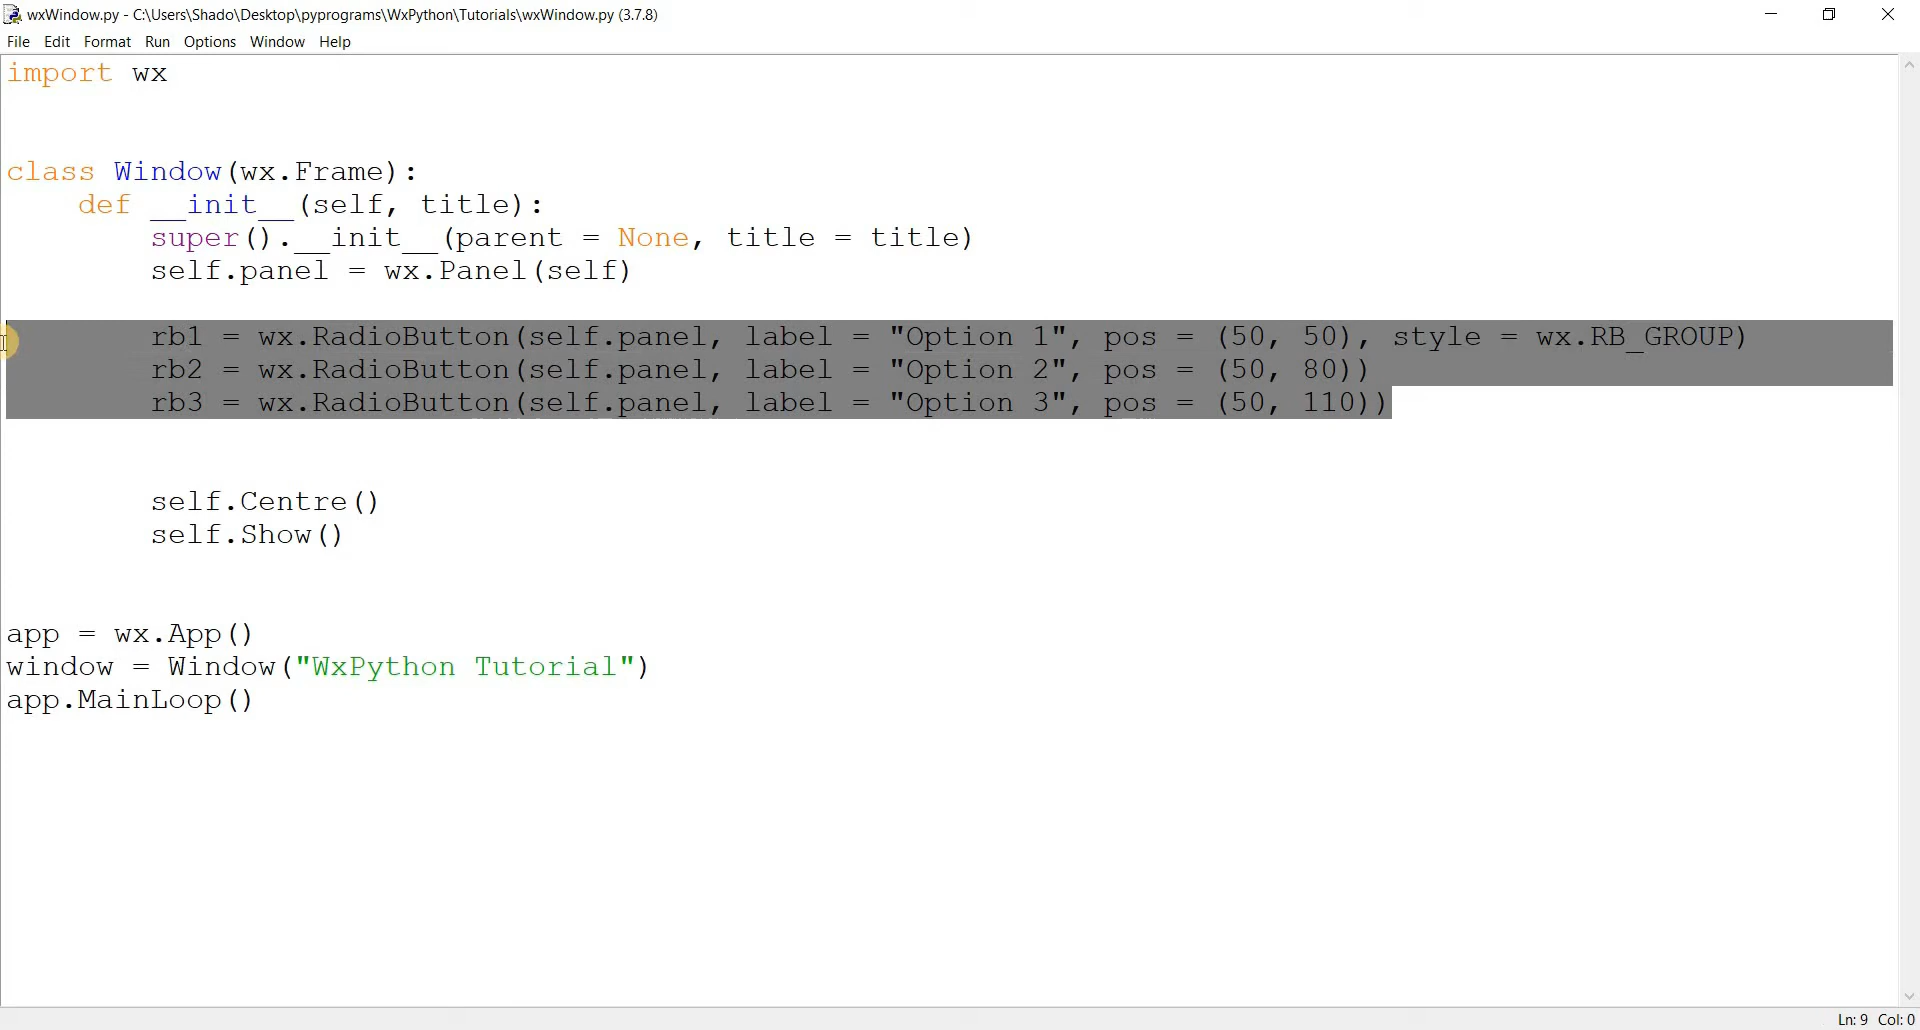 wxWindow.py - C:\Users\Shado\Desktop\pyprograms\WxPython\Tutorials\wxWindow.py (3.7.8)
File Edit Format Run Options Window Help
import wx
class Window(wx.Frame):
    def __init__(self, title):
        super().__init__(parent = None, title = title)
        self.panel = wx.Panel(self)
        rb1 = wx.RadioButton(self.panel, label = "Option 1", pos = (50, 50), style = wx.RB_GROUP)
        rb2 = wx.RadioButton(self.panel, label = "Option 2", pos = (50, 80))
        rb3 = wx.RadioButton(self.panel, label = "Option 3", pos = (50, 110))
        self.Centre()
        self.Show()
app = wx.App()
window = Window("WxPython Tutorial")
app.MainLoop()
Ln: 9 Col: 0